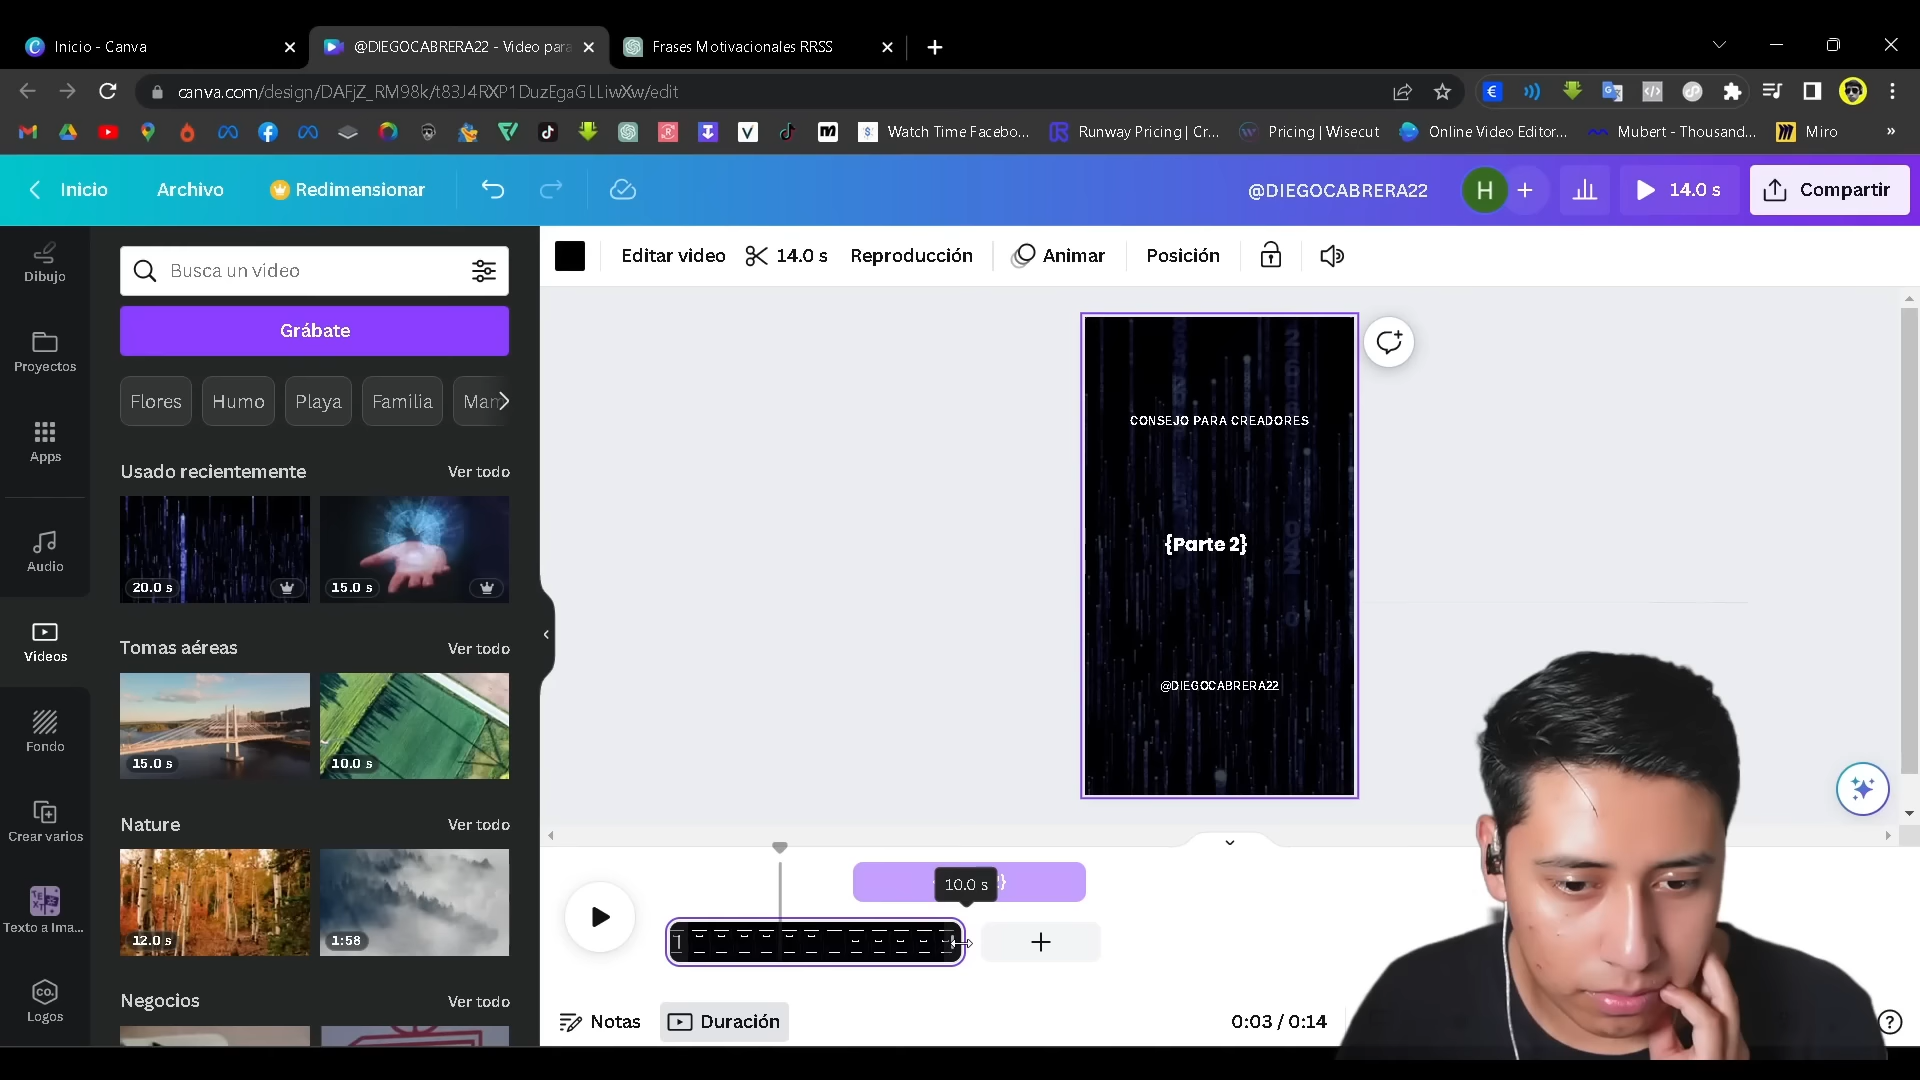 Inicio - Canva
@DIEGOCABRERA22 - Video para
Frases Motivacionales RRSS
canva.com/design/DAFjZ_RM98k/t83J4RXP1DuzEgaGLLiwXw/edit
Watch Time Facebo...
Runway Pricing | Cr...
Pricing | Wisecut
Online Video Editor...
Mubert - Thousand...
Miro
Inicio
Archivo
Redimensionar
@DIEGOCABRERA22
H
14.0 s
Compartir
Dibujo
Proyectos
Apps
Audio
Videos
Fondo
Crear varios
Texto a Ima...
Logos
Busca un video
Grábate
Flores
Humo
Playa
Familia
Usado recientemente
Ver todo
20.0 s
15.0 s
Tomas aéreas
Ver todo
15.0 s
10.0 s
Nature
Ver todo
12.0 s
1:58
Negocios
Ver todo
Editar video
14.0 s
Reproducción
Animar
Posición
CONSEJO PARA CREADORES
{Parte 2}
@DIEGOCABRERA22
10.0 s
Notas
Duración
0:03 / 0:14